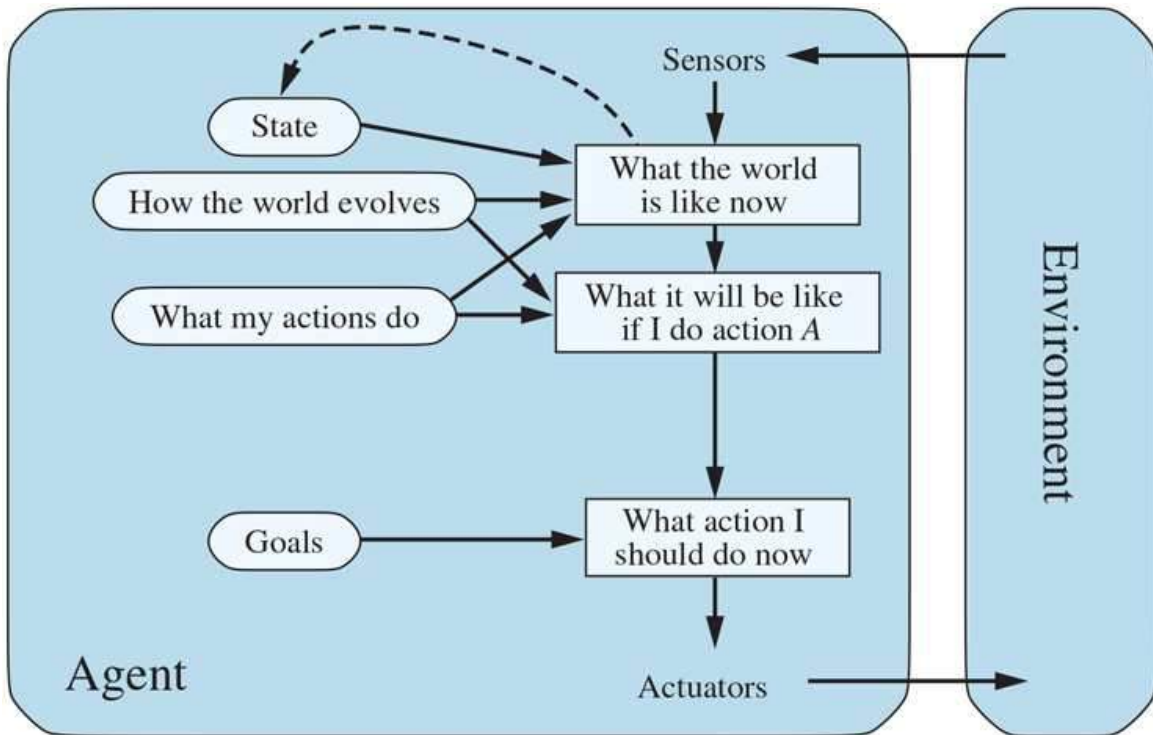 Sensors
State
What the world
is like now
How the world evolves
What my actions do
What it will be like
if I do action A
Goals
What action I
should do now
Agent
Actuators
Environment